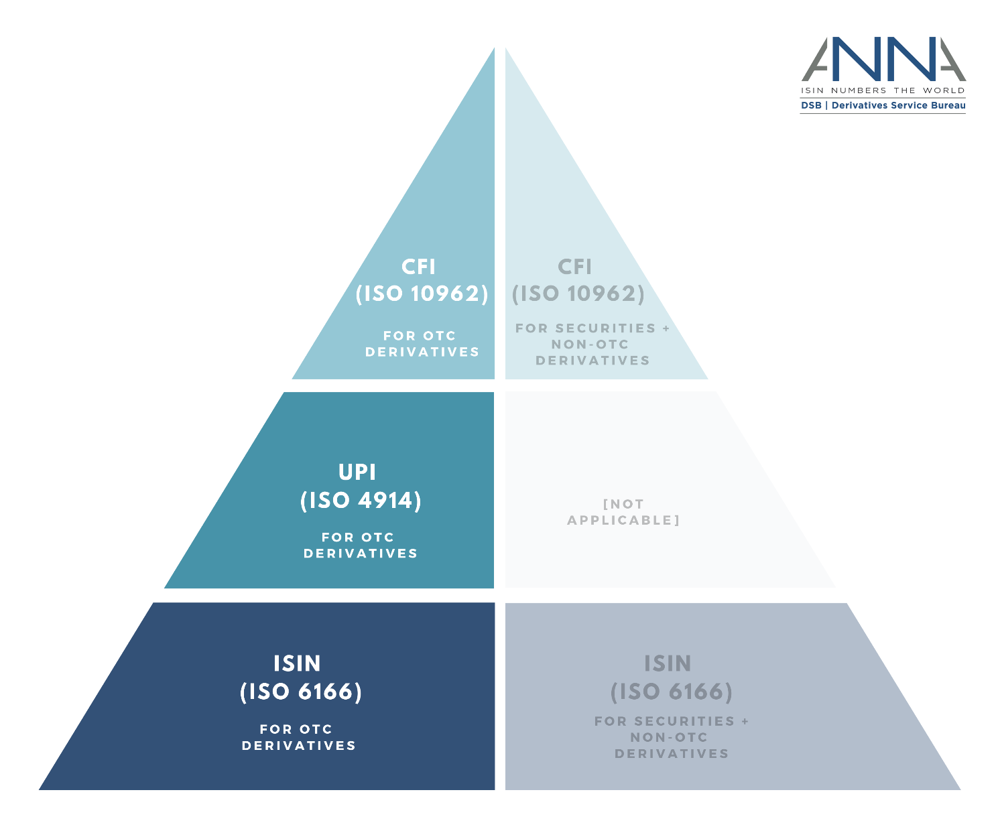 ANNA
ISIN NUMBERS THE WORLD
DSB | Derivatives Service Bureau
CFI
(ISO 10962)
FOR OTC
DERIVATIVES
CFI
(ISO 10962)
FOR SECURITIES +
NON-OTC
DERIVATIVES
UPI
(ISO 4914)
FOR OTC
DERIVATIVES
[NOT
APPLICABLE]
ISIN
(ISO 6166)
FOR OTC
DERIVATIVES
ISIN
(ISO 6166)
FOR SECURITIES +
NON-OTC
DERIVATIVES